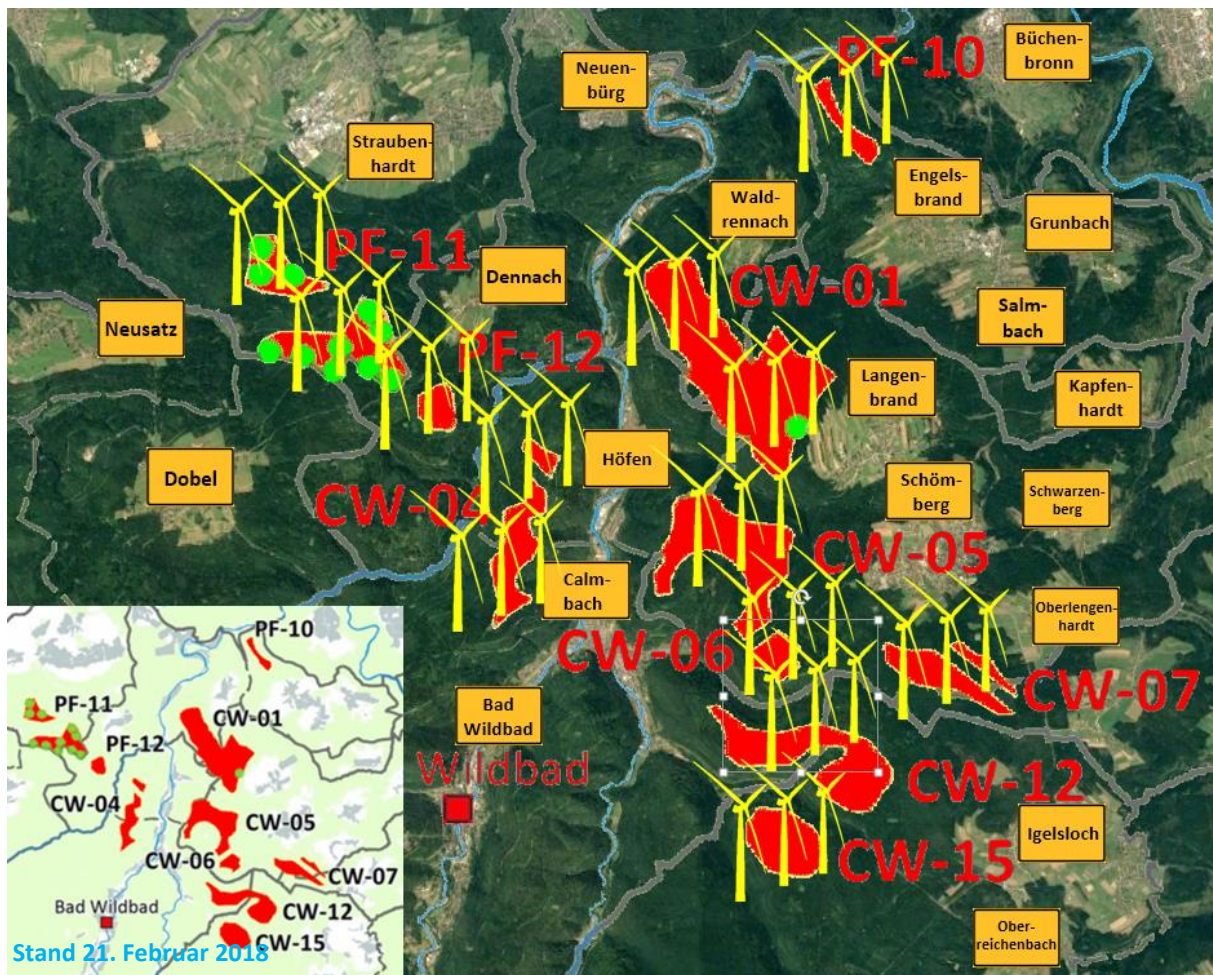 PF-10
Büchen-
bronn
Neuen-
bürg
Strauben-
hardt
Engels-
brand
Wald-
rennach
Grunbach
PF-11
Dennach
CW-01
Salm-
bach
Neusatz
PF-12
Langen-
brand
Kapfen-
hardt
Dobel
Höfen
Schöm-
berg
Schwarzen-
berg
CW-04
CW-05
Calm-
bach
Oberlengen-
hardt
CW-06
CW-07
Bad
Wildbad
Wildbad
CW-12
Igelsloch
CW-15
Ober-
reichenbach
PF-10
PF-11
CW-01
PF-12
CW-04
CW-05
CW-06
CW-07
Bad Wildbad
CW-12
CW-15
Stand 21. Februar 2018